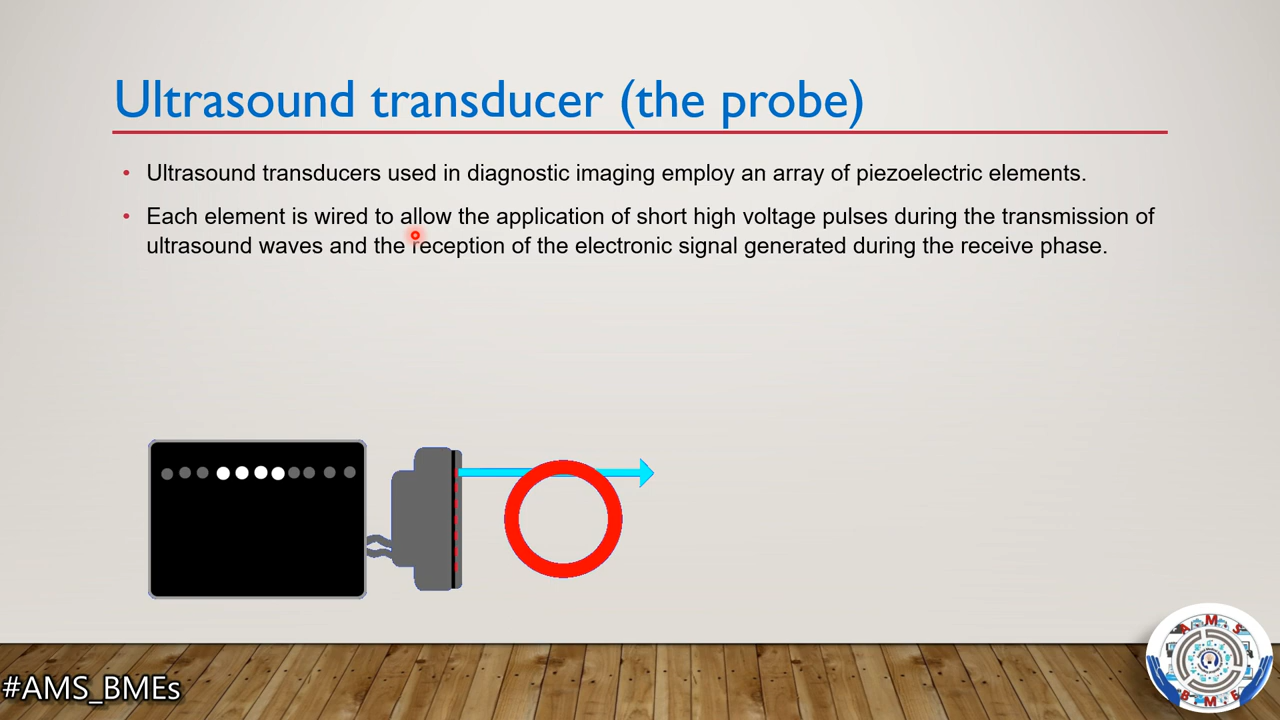 Ultrasound transducer (the probe)
• Ultrasound transducers used in diagnostic imaging employ an array of piezoelectric elements.
• Each element is wired to allow the application of short high voltage pulses during the transmission of
ultrasound waves and the reception of the electronic signal generated during the receive phase.
#AMS_BMEs
A M S
B M E